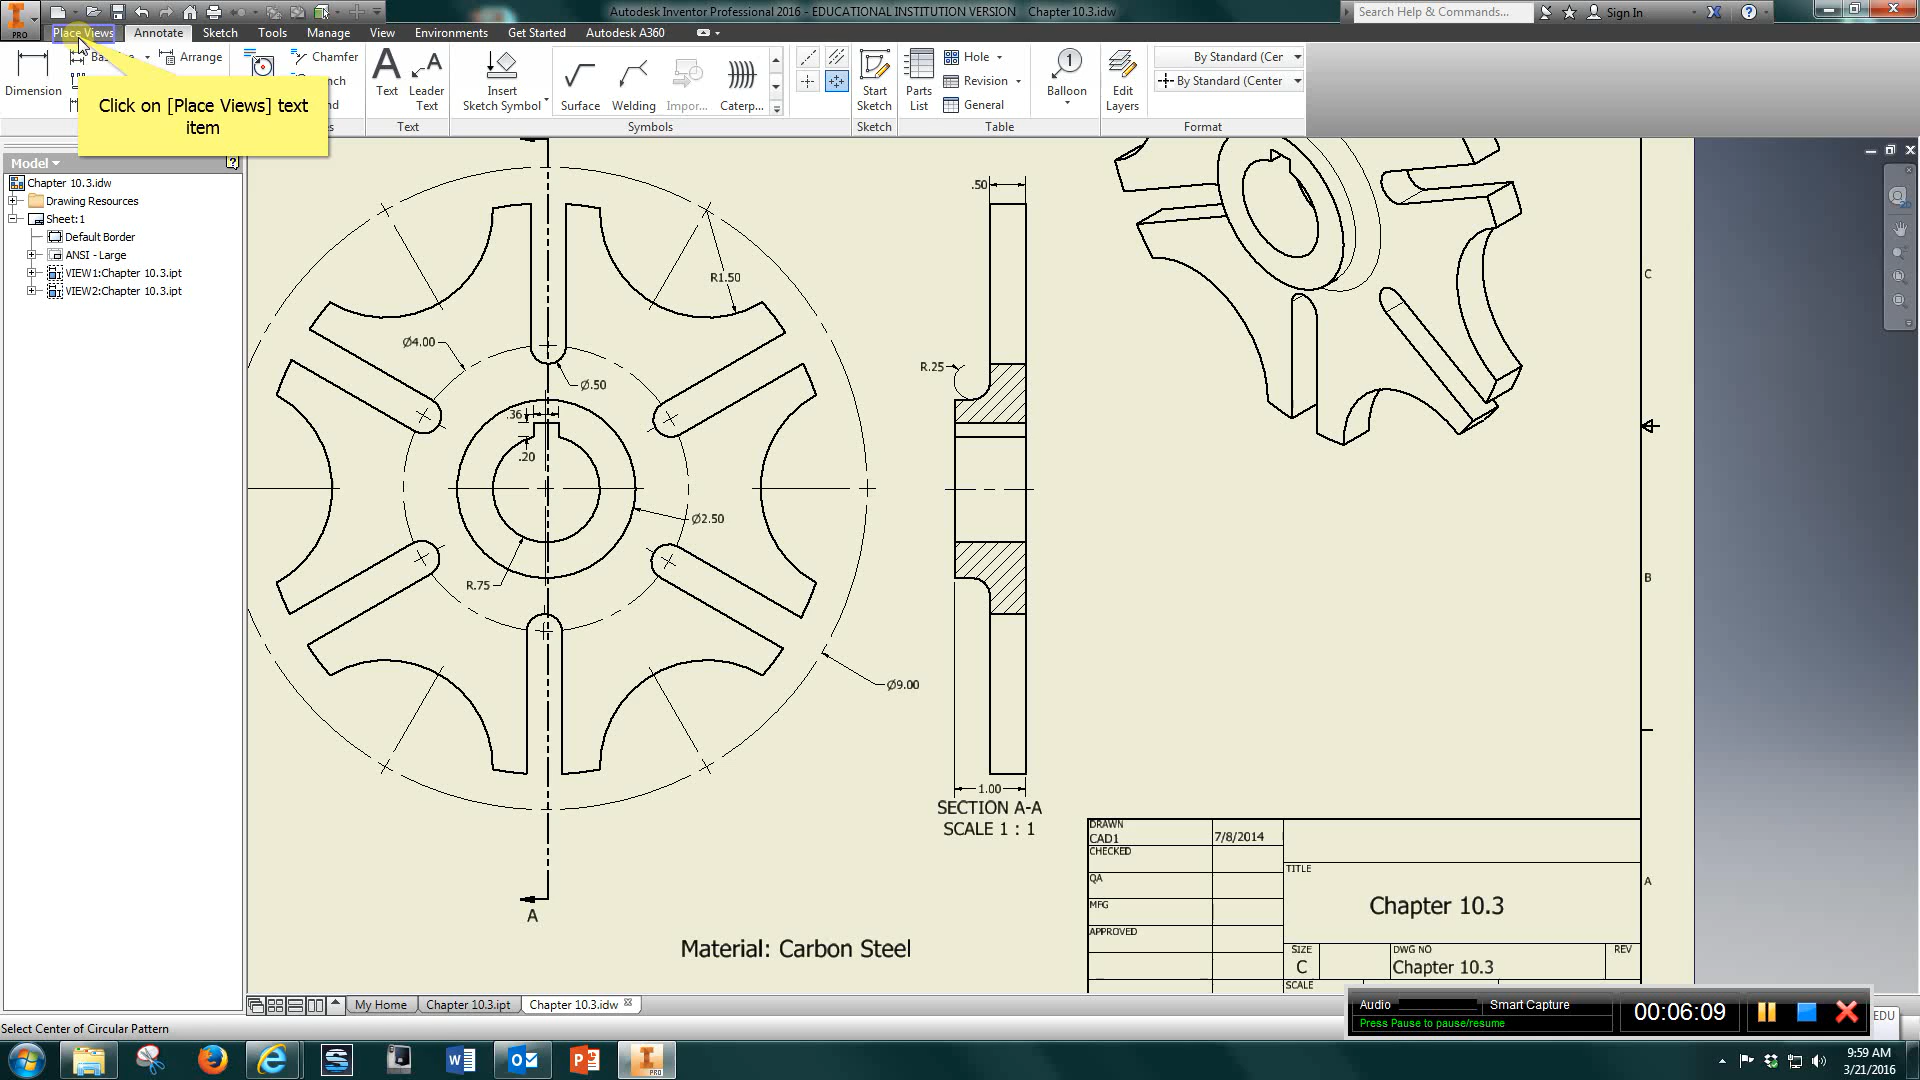 Autodesk Inventor Professional 2016 - EDUCATIONAL INSTITUTION VERSION Chapter10.3.idw
Search Help & Commands...
Sign In
PRO
Place Views
Annotate
Sketch
Tools
Manage
View
Environments
Get Started
Autodesk A360
Arrange
Chamfer
Dimension
Text
Leader
Text
Insert
Sketch Symbol
Surface
Welding
Impor...
Caterp...
Start
Sketch
Parts
List
Hole
Revision
General
Balloon
Edit
Layers
By Standard (Cer
By Standard (Center
Text
Symbols
Sketch
Table
Format
Click on [Place Views] text
item
Model
Chapter 10.3.idw
Drawing Resources
Sheet:1
Default Border
ANSI - Large
VIEW1:Chapter 10.3.ipt
VIEW2:Chapter 10.3.ipt
.50
R1.50
Ø4.00
Ø.50
R.25
.36
.20
Ø2.50
R.75
Ø9.00
1.00
SECTION A-A
SCALE 1 : 1
A
Material: Carbon Steel
C
B
A
DRAWN
CAD1
7/8/2014
CHECKED
QA
MFG
APPROVED
TITLE
Chapter 10.3
SIZE
C
DWG NO
Chapter 10.3
REV
SCALE
My Home
Chapter 10.3.ipt
Chapter 10.3.idw
Select Center of Circular Pattern
Audio
Smart Capture
Press Pause to pause/resume
00:06:09
EDU
PRO
9:59 AM
3/21/2016